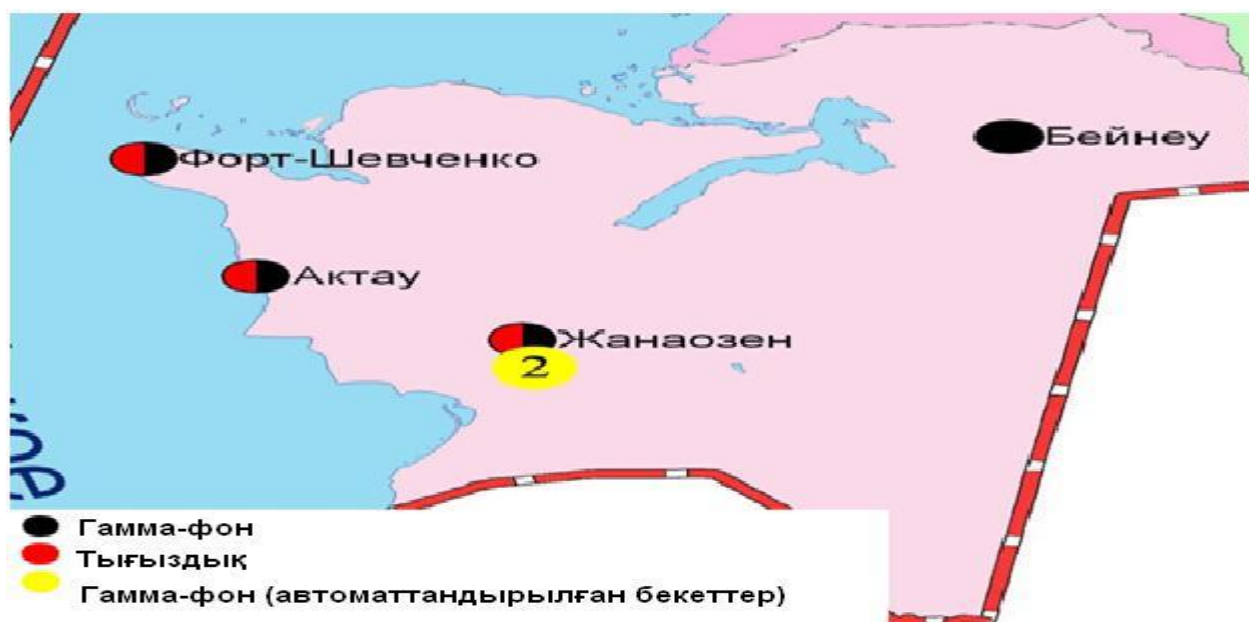 Бейнеу
Форт-Шевченко
Актау
Жанаозен
2
Гамма-фон
Тығыздық
Гамма-фон (автоматтандырылған бекеттер)